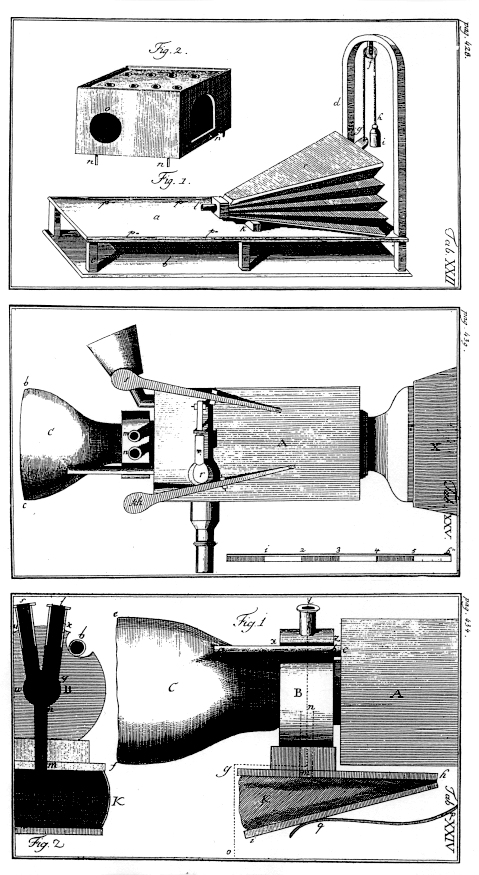 pag. 428.
Fig. 2.
o
n
n
n
Fig. 1.
d
f
g
h
i
r
l
p
p
a
k
p
p
b
Tab. XXII
pag. 430.
b
C
c
A
r
X
1 2 3 4 5 6
Tab. XXV.
pag. 434.
s
t
x
b
w
y
B
m
f
K
Fig. 2
e
Fig. 1
x
z
C
B
n
A
g
h
K
i
q
o
Tab. XXIV